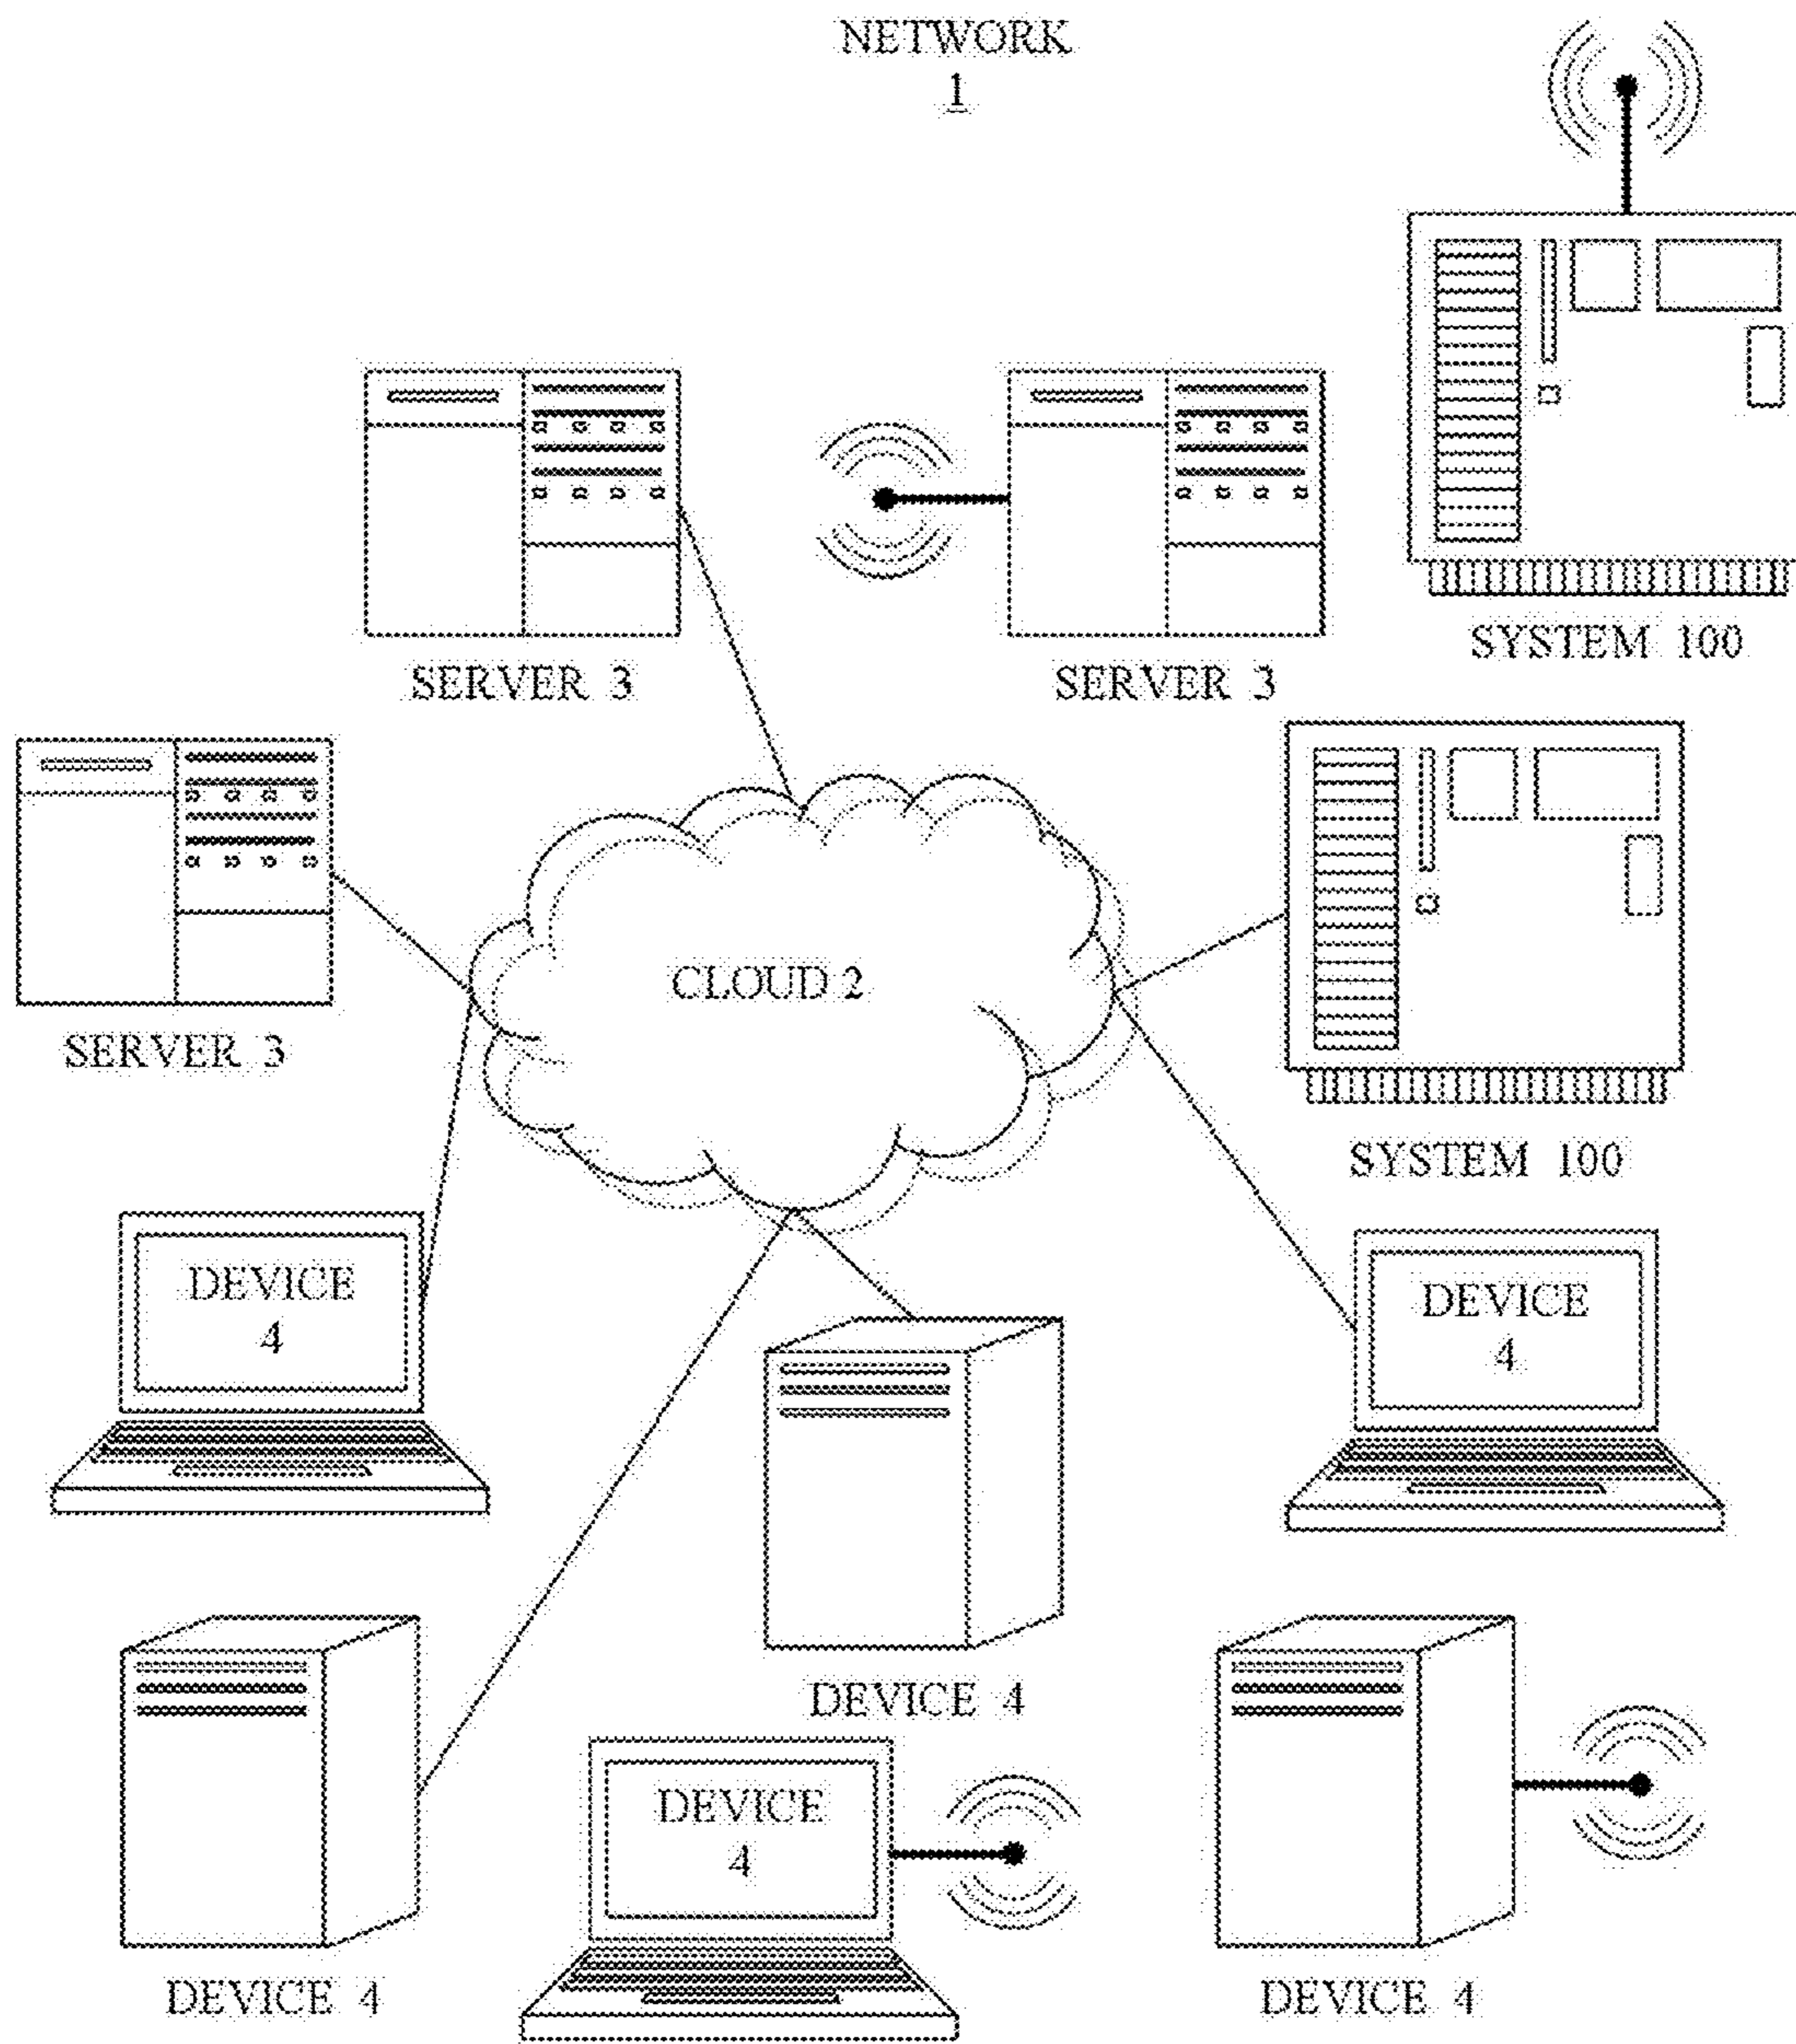 NETWORK
1
SYSTEM 100
SERVER 3
SERVER 3
SERVER 3
CLOUD 2
SYSTEM 100
DEVICE
4
DEVICE
4
DEVICE 4
DEVICE
4
DEVICE 4
DEVICE 4